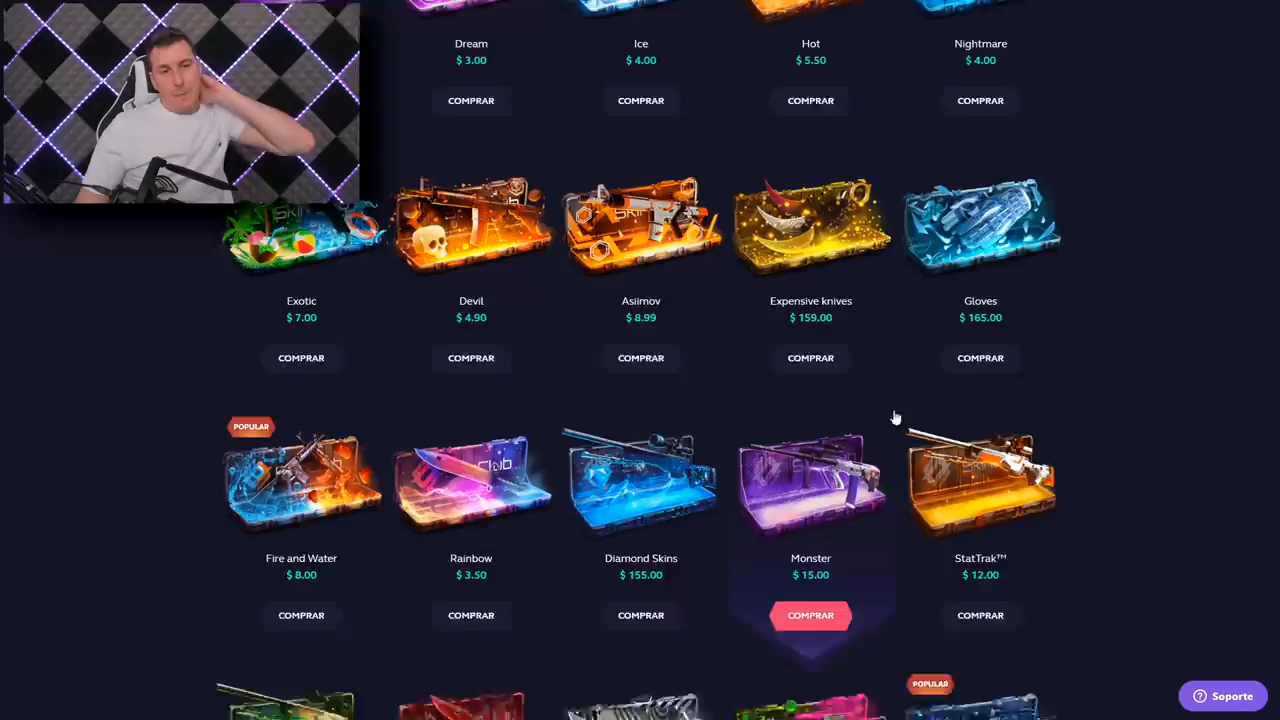 Dream
Ice
Hot
Nightmare
$ 3.00
$ 4.00
$ 5.50
$ 4.00
COMPRAR
COMPRAR
COMPRAR
COMPRAR
Exotic
Devil
Asiimov
Expensive knives
Gloves
$ 7.00
$ 4.90
$ 8.99
$ 159.00
$ 165.00
COMPRAR
COMPRAR
COMPRAR
COMPRAR
COMPRAR
POPULAR
Fire and Water
Rainbow
Diamond Skins
Monster
StatTrak™
$ 8.00
$ 3.50
$ 155.00
$ 15.00
$ 12.00
COMPRAR
COMPRAR
COMPRAR
COMPRAR
COMPRAR
POPULAR
Soporte